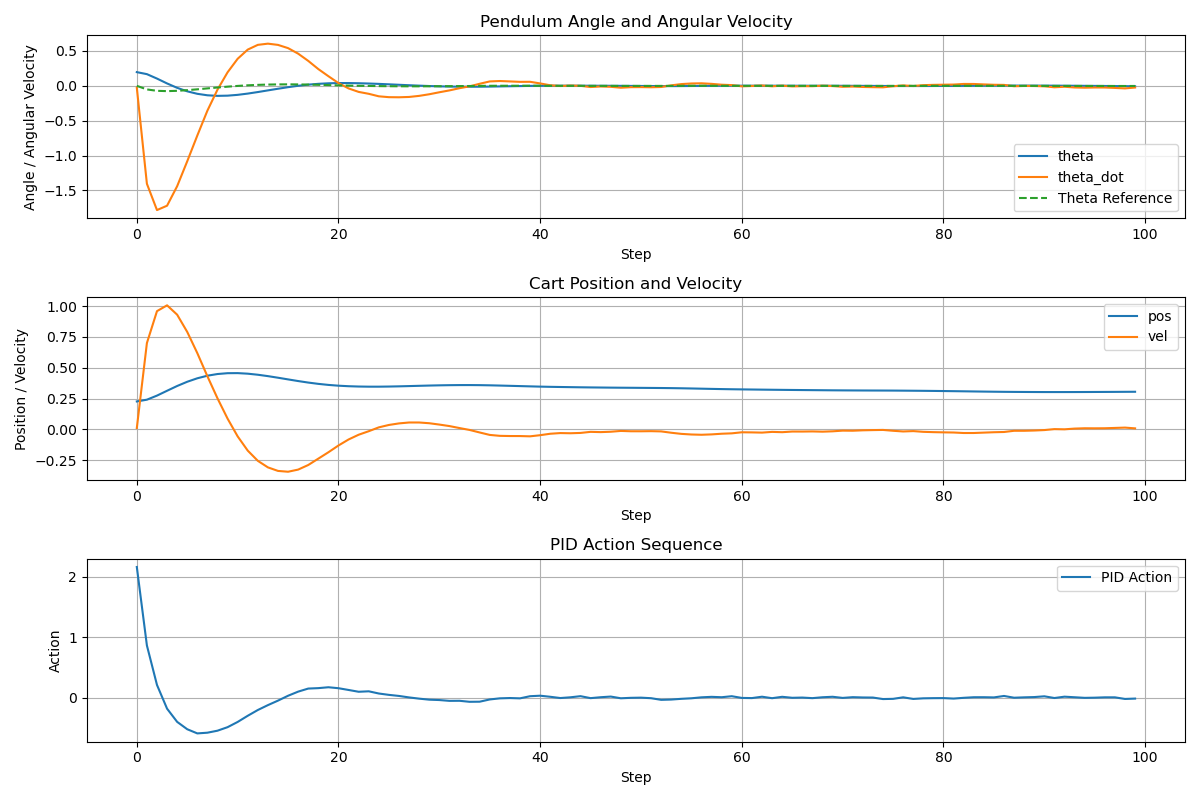 Pendulum Angle and Angular Velocity
Angle / Angular Velocity
0.5
0.0
−0.5
−1.0
−1.5
theta
theta_dot
Theta Reference
0 20 40 60 80 100
Step
Cart Position and Velocity
Position / Velocity
1.00
0.75
0.50
0.25
0.00
−0.25
pos
vel
0 20 40 60 80 100
Step
PID Action Sequence
Action
2
1
0
PID Action
0 20 40 60 80 100
Step